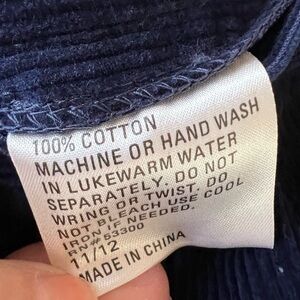 100% COTTON
MACHINE OR HAND WASH
IN LUKEWARM WATER
SEPARATELY. DO NOT
WRING OR TWIST. DO
NOT BLEACH USE COOL
IRON IF NEEDED.
RN#53300
11/12
MADE IN CHINA